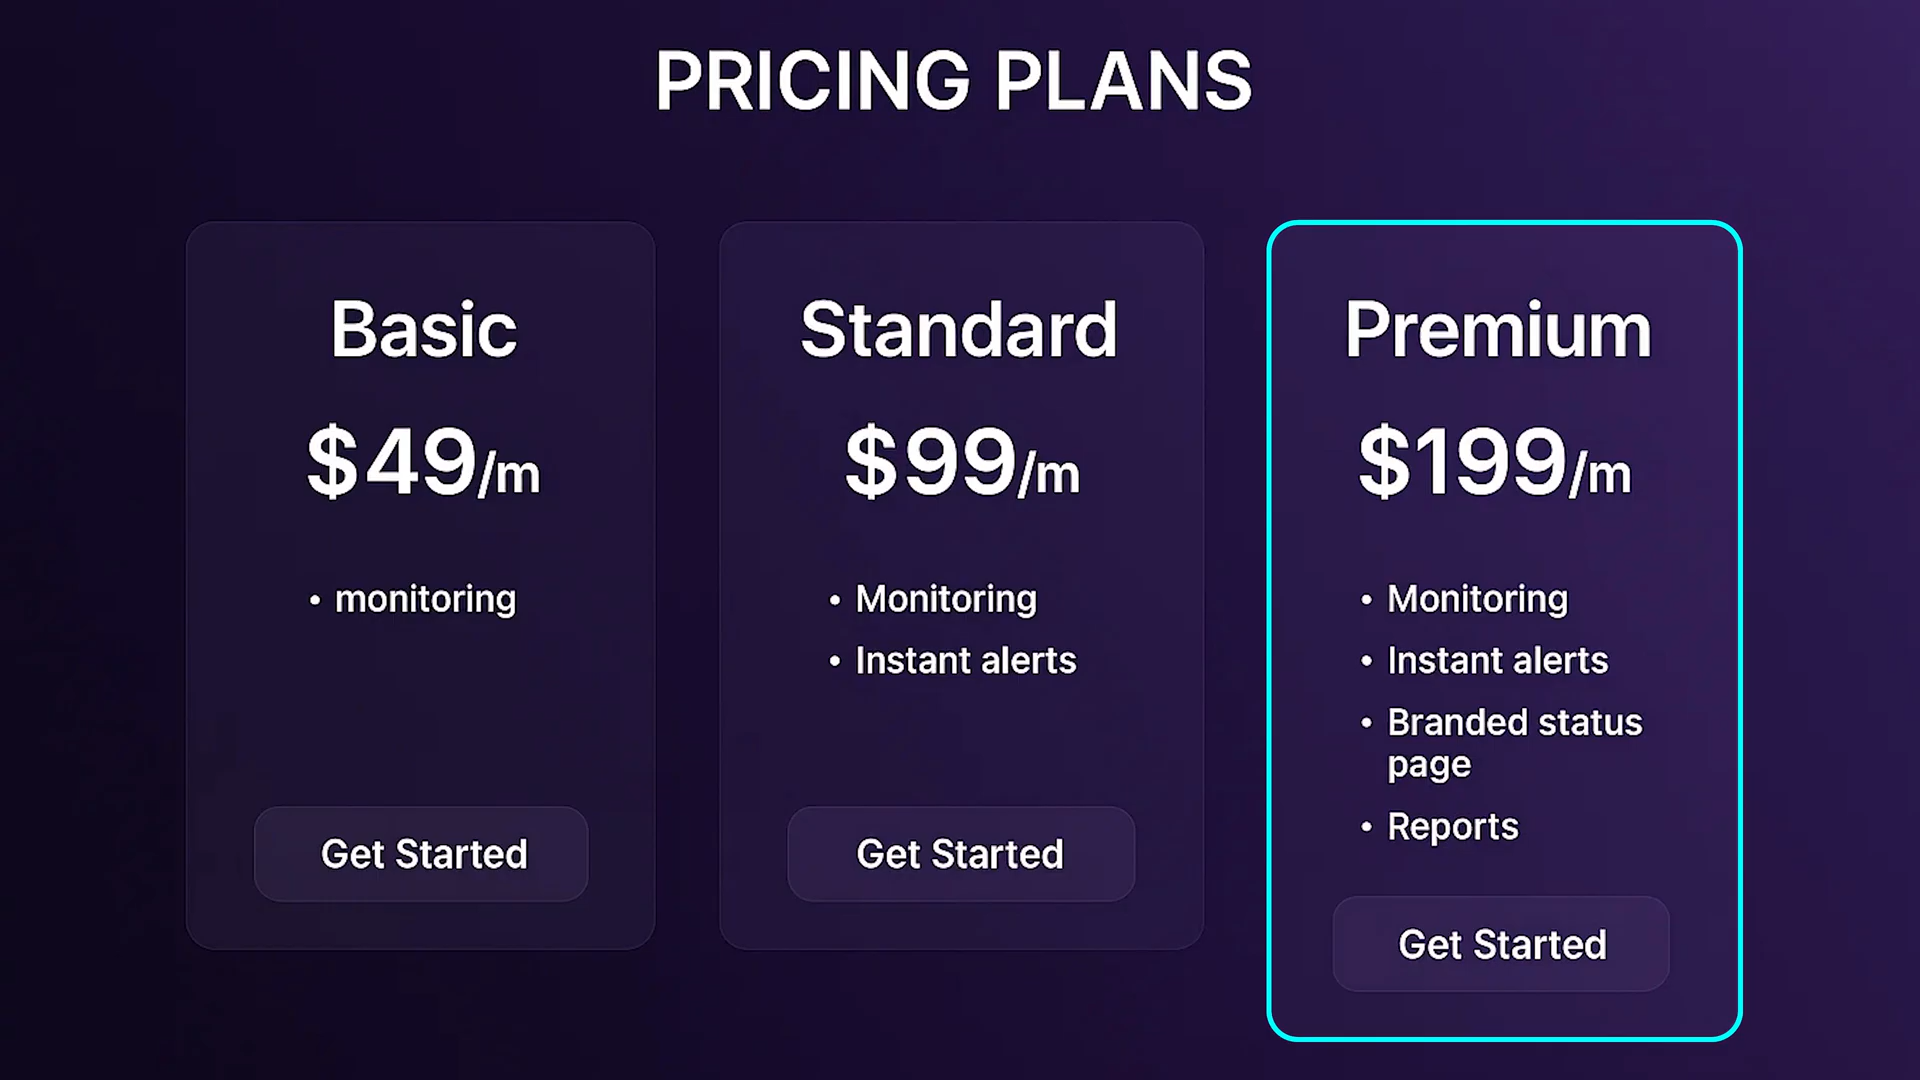 PRICING PLANS
Basic
$49/m
• monitoring
Get Started
Standard
$99/m
• Monitoring
• Instant alerts
Get Started
Premium
$199/m
• Monitoring
• Instant alerts
• Branded status
page
• Reports
Get Started